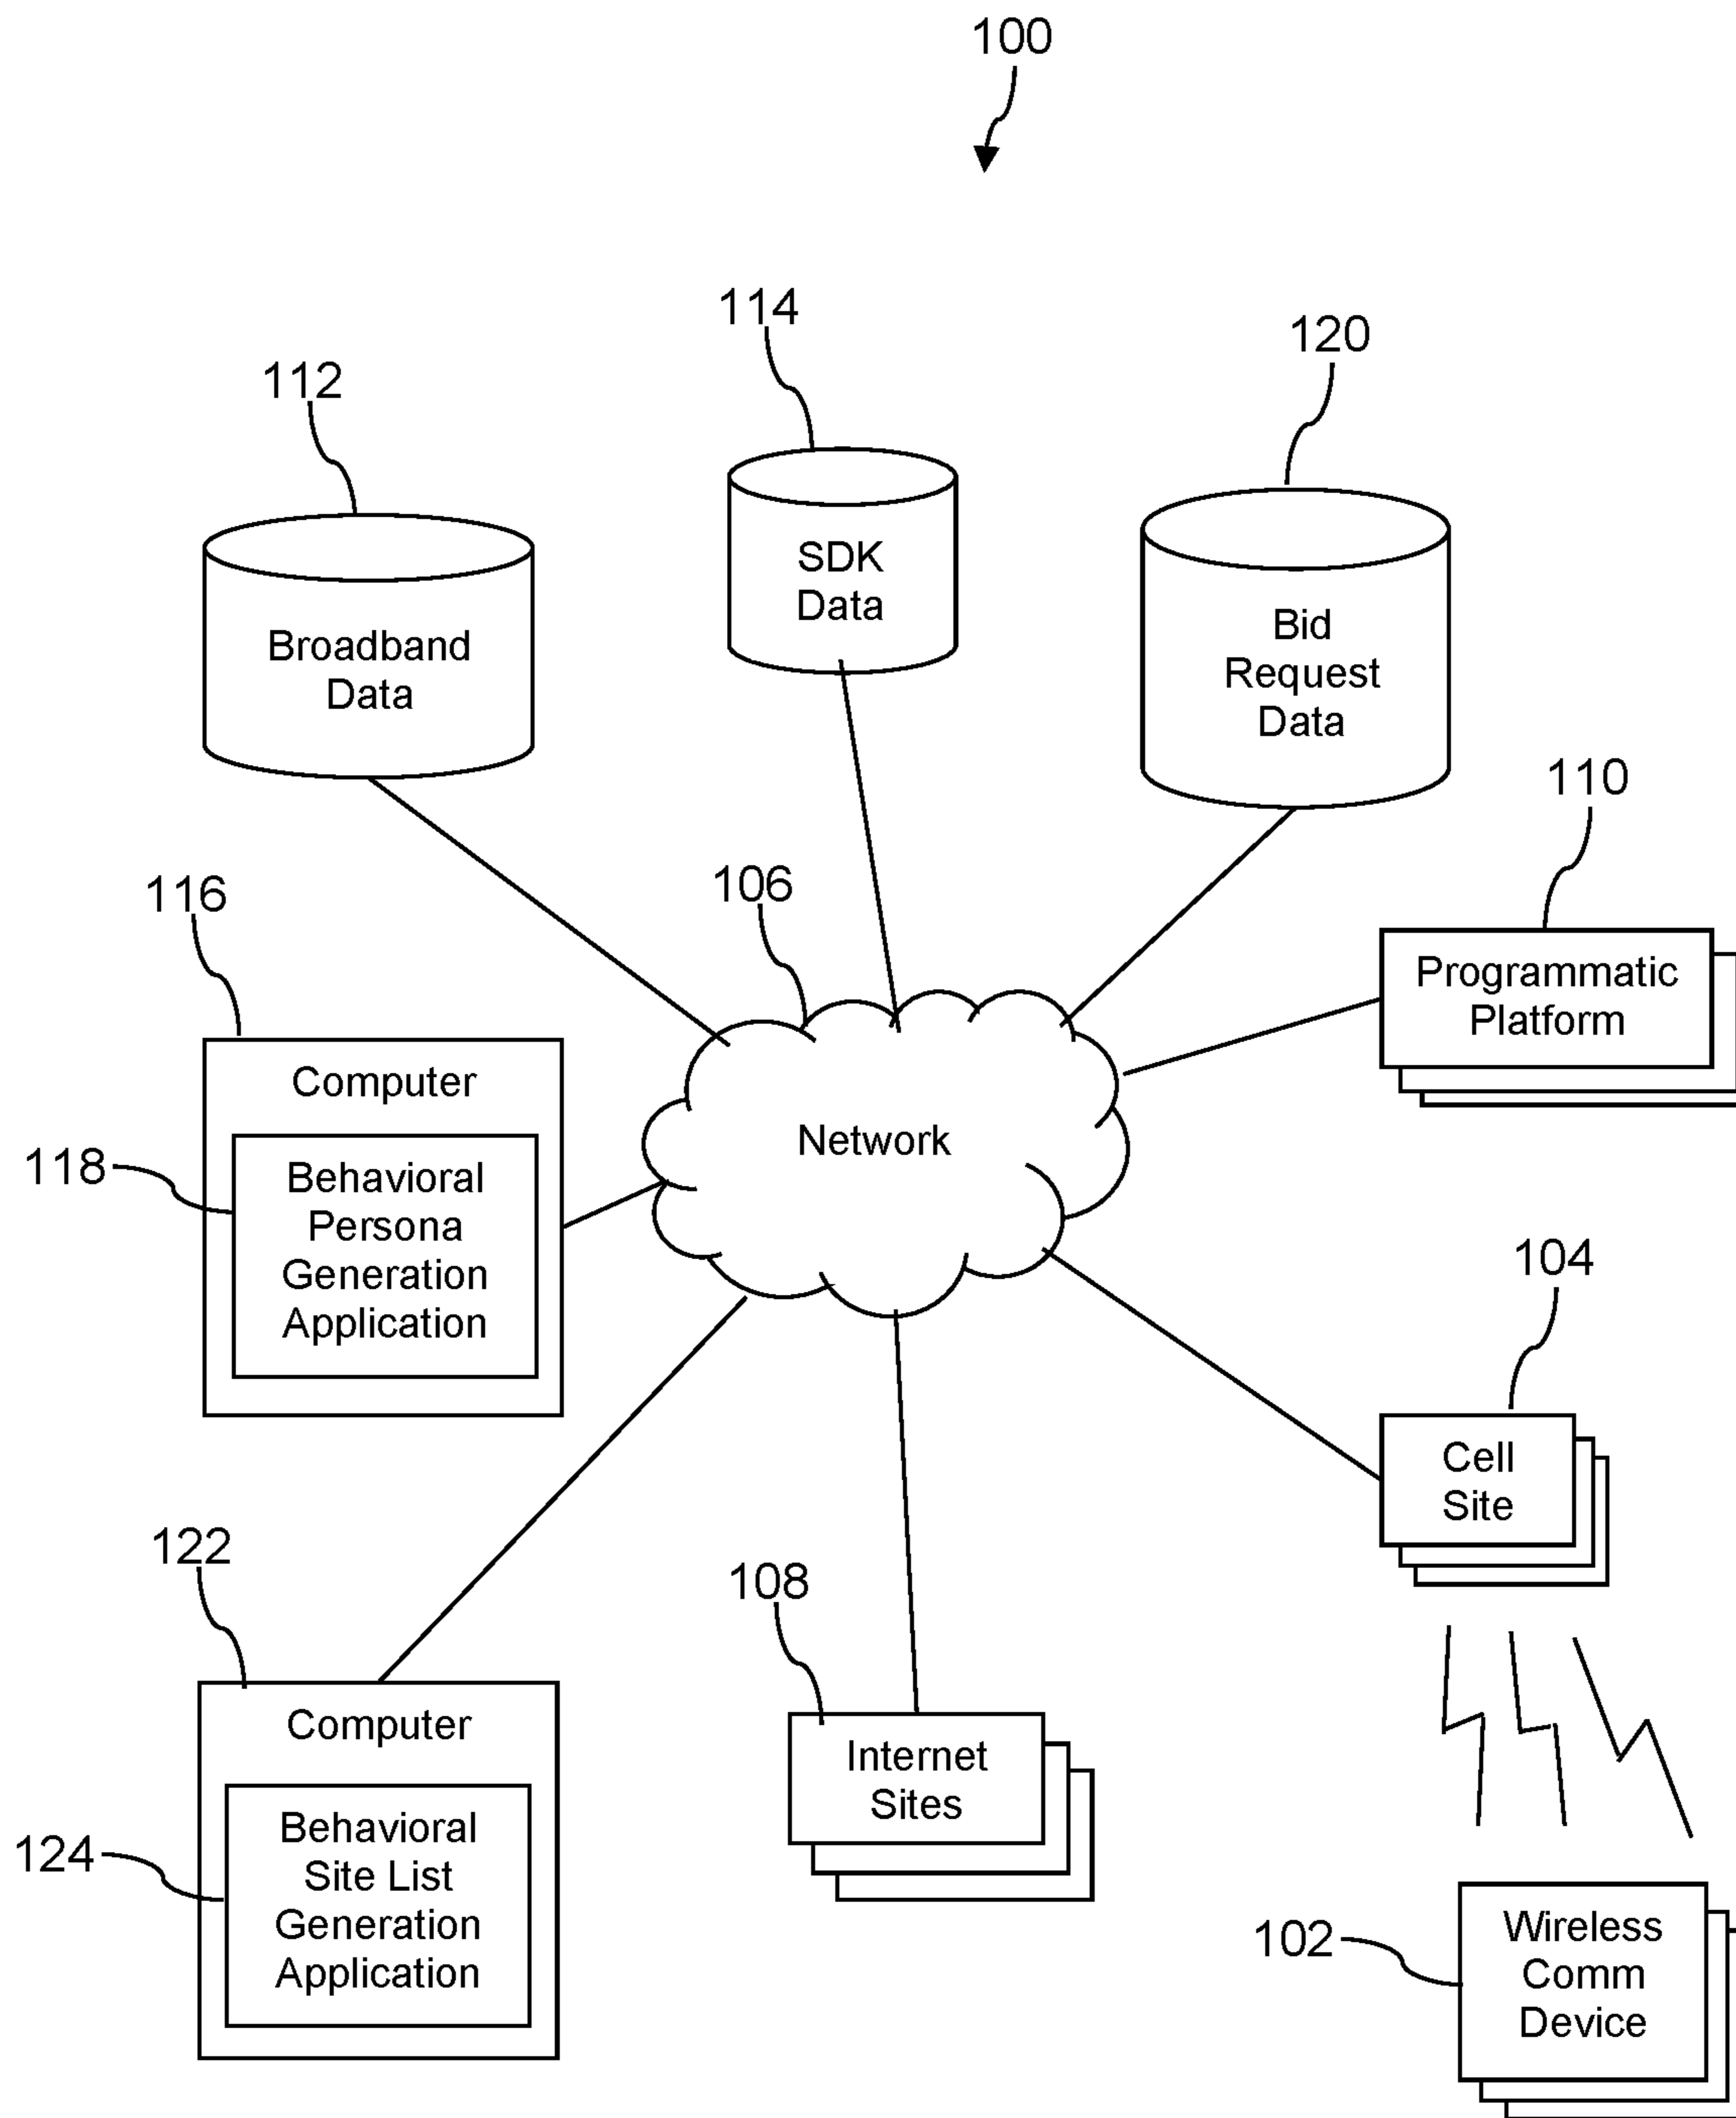 100
114
120
112
SDK
Data
Bid
Request
Data
Broadband
Data
110
116
106
Programmatic
Platform
Computer
Network
118
Behavioral
Persona
Generation
Application
104
Cell
Site
122
108
Computer
Internet
Sites
124
Behavioral
Site List
Generation
Application
102
Wireless
Comm
Device